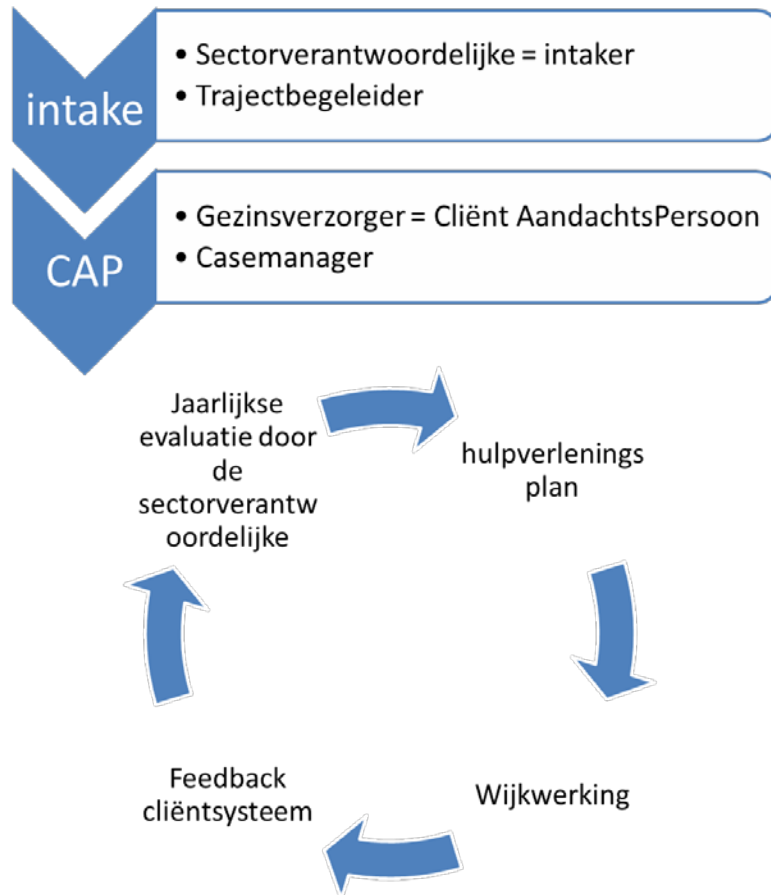 intake
• Sectorverantwoordelijke = intaker
• Trajectbegeleider
CAP
• Gezinsverzorger = Cliënt AandachtsPersoon
• Casemanager
Jaarlijkse
evaluatie door
de
sectorverantw
oordelijke
hulpverlenings
plan
Wijkwerking
Feedback
cliëntsysteem